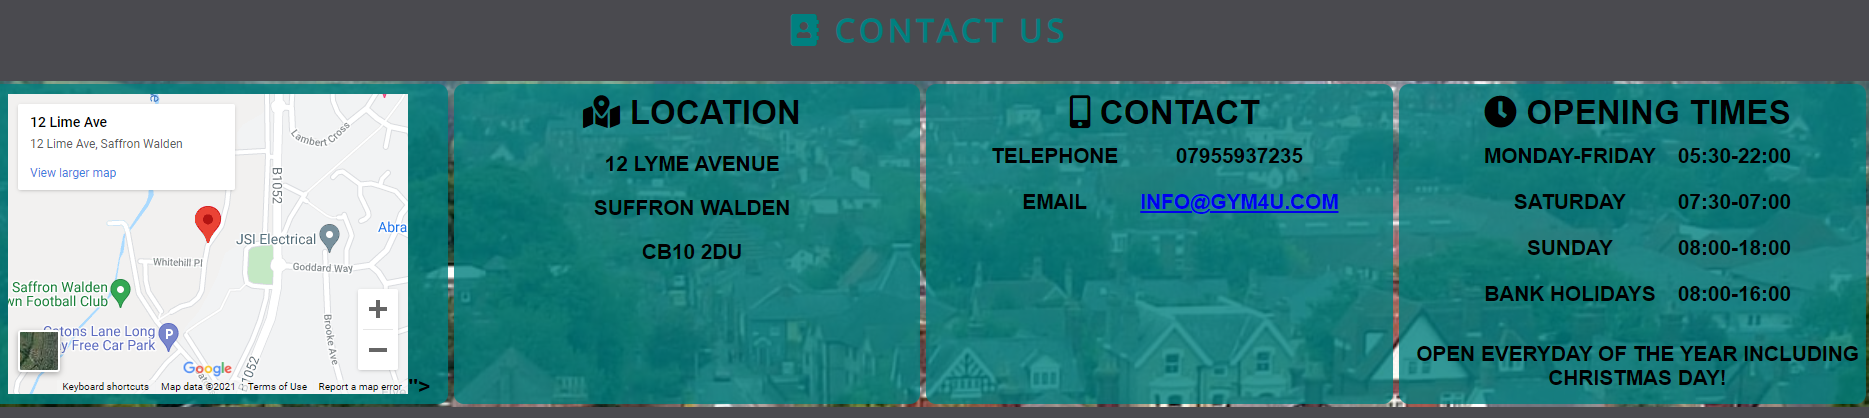 CONTACT US
12 Lime Ave
12 Lime Ave, Saffron Walden
View larger map
Lambert Cross
B1052
JSI Electrical
Abra
Whitehill Pl
Goddard Way
Saffron Walden
wn Football Club
Catons Lane Long
y Free Car Park
P
Brooke Ave
B1052
Google
Keyboard shortcuts
Map data ©2021
Terms of Use
Report a map error
">
LOCATION
12 LYME AVENUE
SUFFRON WALDEN
CB10 2DU
CONTACT
TELEPHONE 07955937235
EMAIL INFO@GYM4U.COM
OPENING TIMES
MONDAY-FRIDAY 05:30-22:00
SATURDAY 07:30-07:00
SUNDAY 08:00-18:00
BANK HOLIDAYS 08:00-16:00
OPEN EVERYDAY OF THE YEAR INCLUDING
CHRISTMAS DAY!